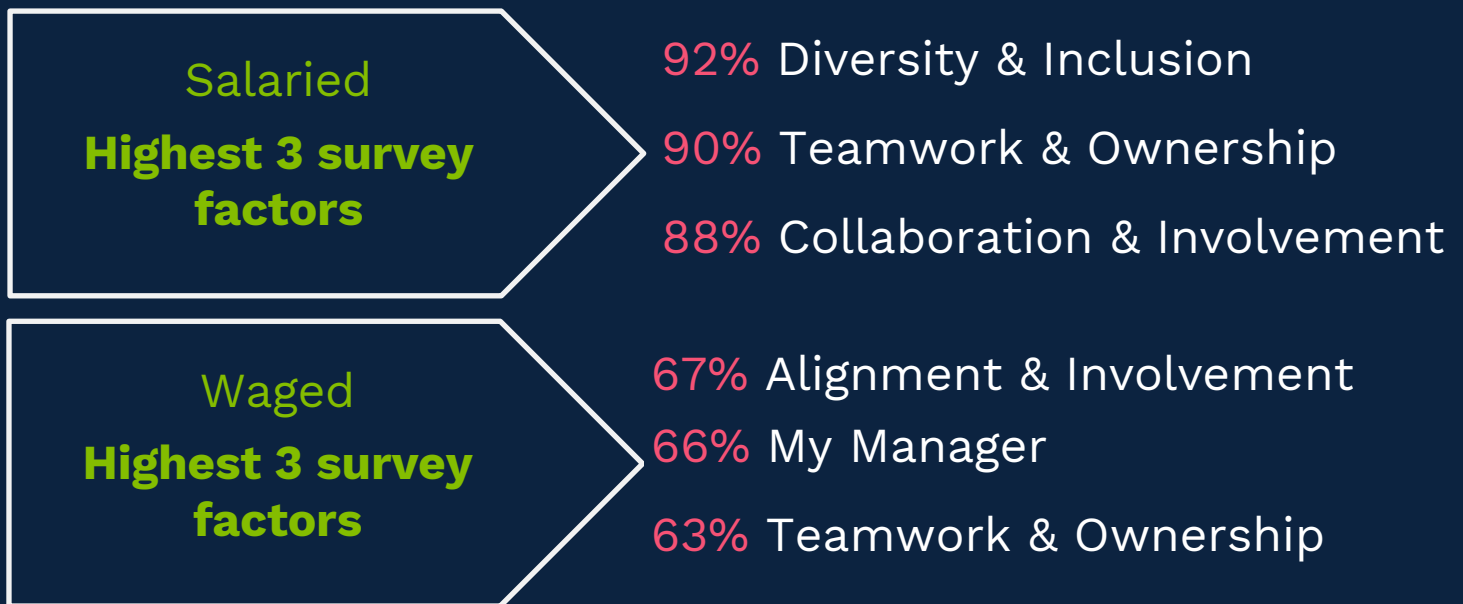 Salaried
Highest 3 survey
factors
92% Diversity & Inclusion
90% Teamwork & Ownership
88% Collaboration & Involvement
Waged
Highest 3 survey
factors
67% Alignment & Involvement
66% My Manager
63% Teamwork & Ownership